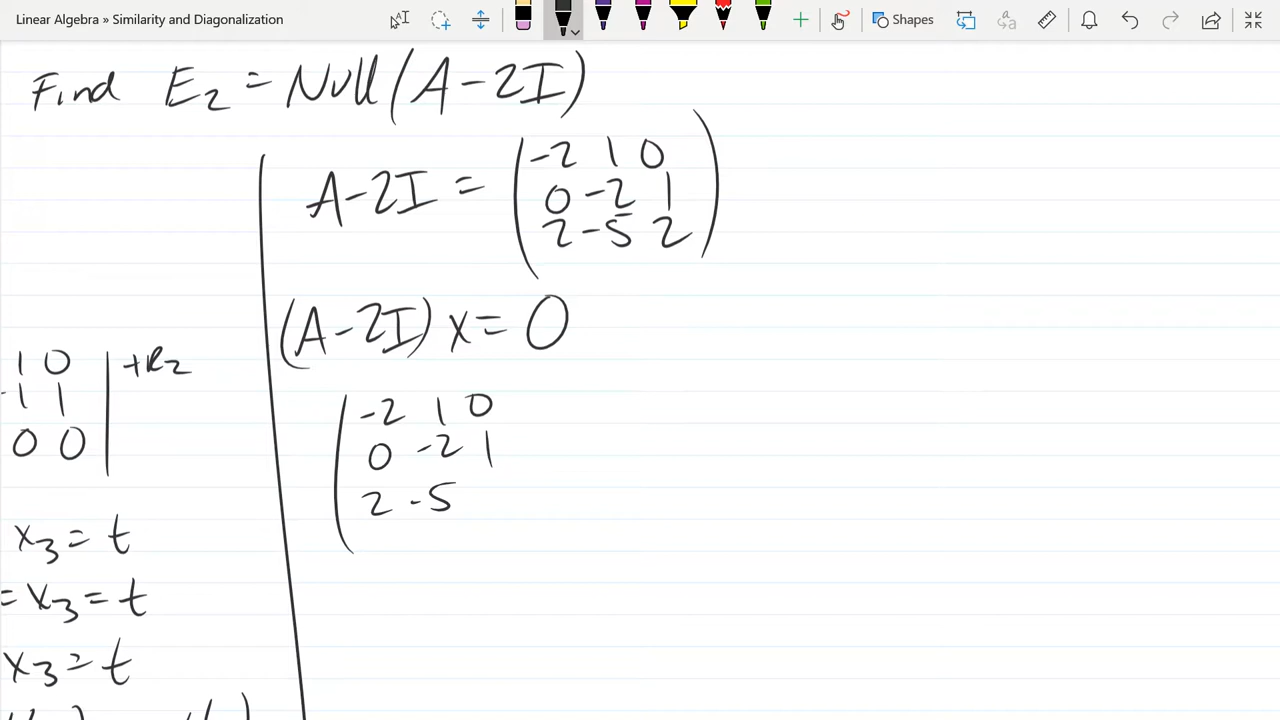 Linear Algebra » Similarity and Diagonalization
Shapes
Find E2 = Null(A-2I)
A-2I =
-2 1 0
0 -2 1
2 -5 2
(A-2I) x = 0
-2 1 0
0 -2 1
2 -5
1 0 +R2
-1 1
0 0
x3 = t
= x3 = t
x3 = t